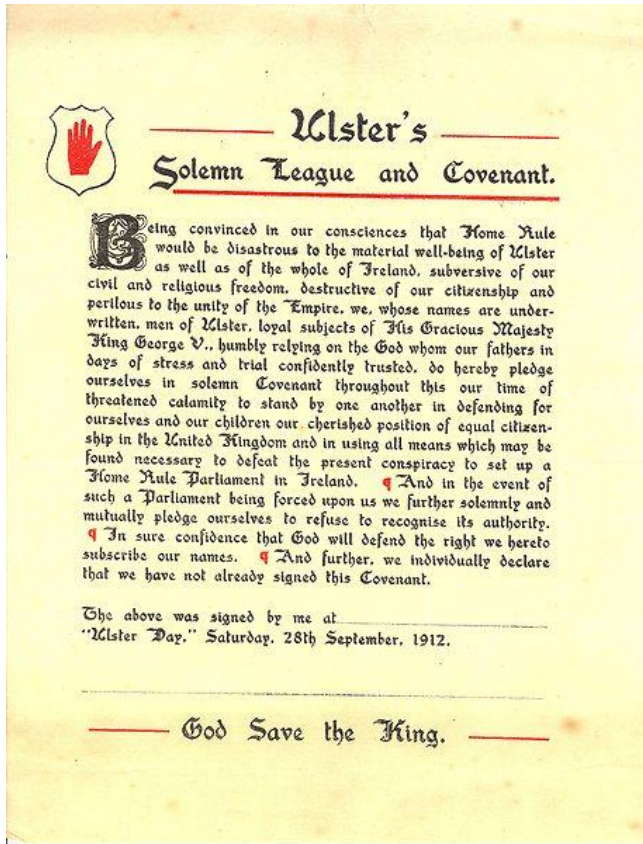 Ulster's
Solemn League and Covenant.
Being convinced in our consciences that Home Rule
would be disastrous to the material well-being of Ulster
as well as of the whole of Ireland, subversive of our
civil and religious freedom, destructive of our citizenship and
perilous to the unity of the Empire, we, whose names are under-
written, men of Ulster, loyal subjects of His Gracious Majesty
King George V., humbly relying on the God whom our fathers in
days of stress and trial confidently trusted, do hereby pledge
ourselves in solemn Covenant throughout this our time of
threatened calamity to stand by one another in defending for
ourselves and our children our cherished position of equal citizen-
ship in the United Kingdom and in using all means which may be
found necessary to defeat the present conspiracy to set up a
Home Rule Parliament in Ireland. ¶ And in the event of
such a Parliament being forced upon us we further solemnly and
mutually pledge ourselves to refuse to recognise its authority.
¶ In sure confidence that God will defend the right we hereto
subscribe our names. ¶ And further, we individually declare
that we have not already signed this Covenant.
The above was signed by me at
"Ulster Day," Saturday, 28th September, 1912.
God Save the King.